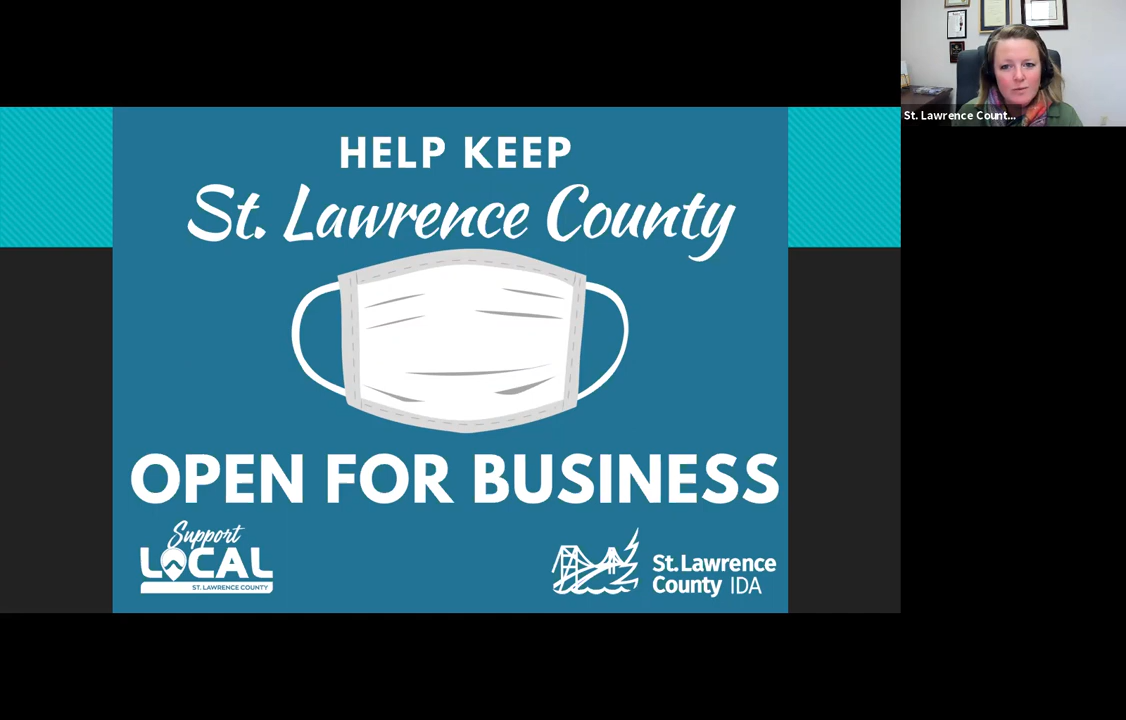 HELP KEEP
St. Lawrence County
OPEN FOR BUSINESS
Support
LOCAL
ST. LAWRENCE COUNTY
St. Lawrence
County IDA
St. Lawrence Count...